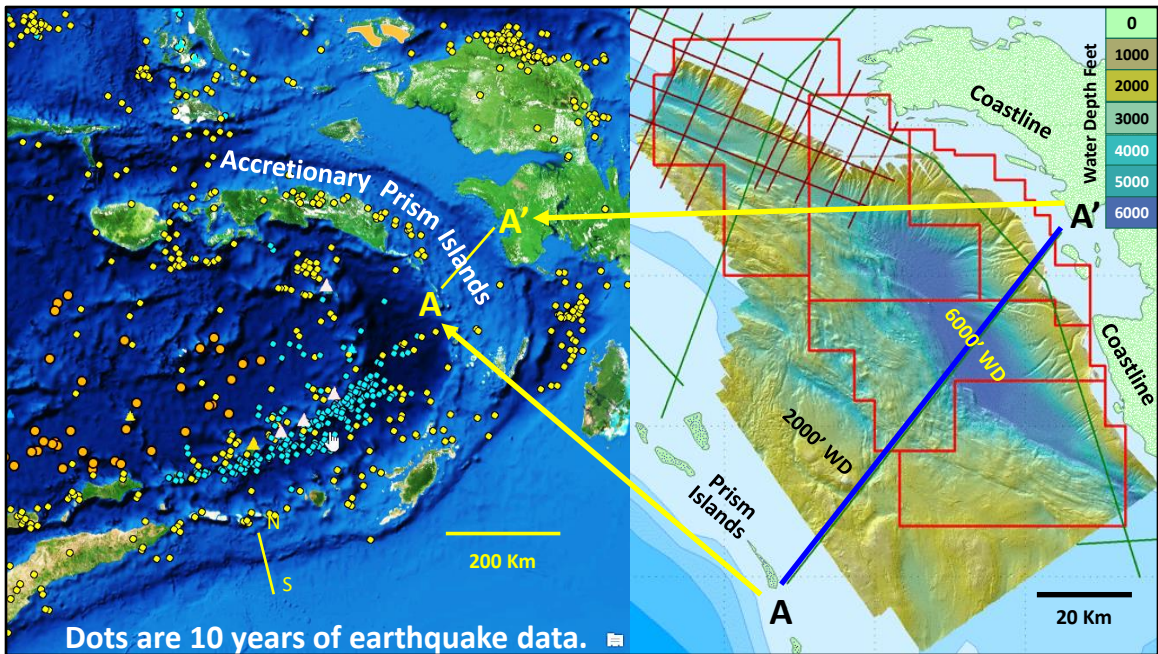 Accretionary Prism Islands
A'
A
N
S
200 Km
Dots are 10 years of earthquake data.
Coastline
Coastline
A'
6000' WD
2000' WD
Prism
Islands
A
20 Km
Water Depth Feet
0
1000
2000
3000
4000
5000
6000